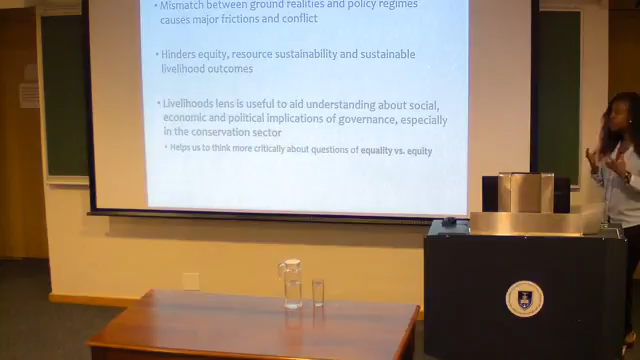 • Mismatch between ground realities and policy regimes
causes major frictions and conflict
• Hinders equity, resource sustainability and sustainable
livelihood outcomes
• Livelihoods lens is useful to aid understanding about social,
economic and political implications of governance, especially
in the conservation sector
• Helps us to think more critically about questions of equality vs. equity